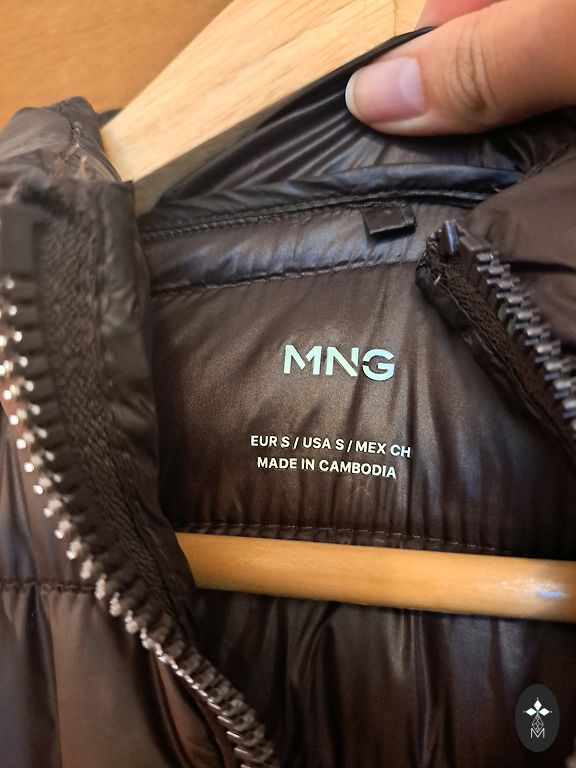 MNG
EUR S / USA S / MEX CH
MADE IN CAMBODIA
M